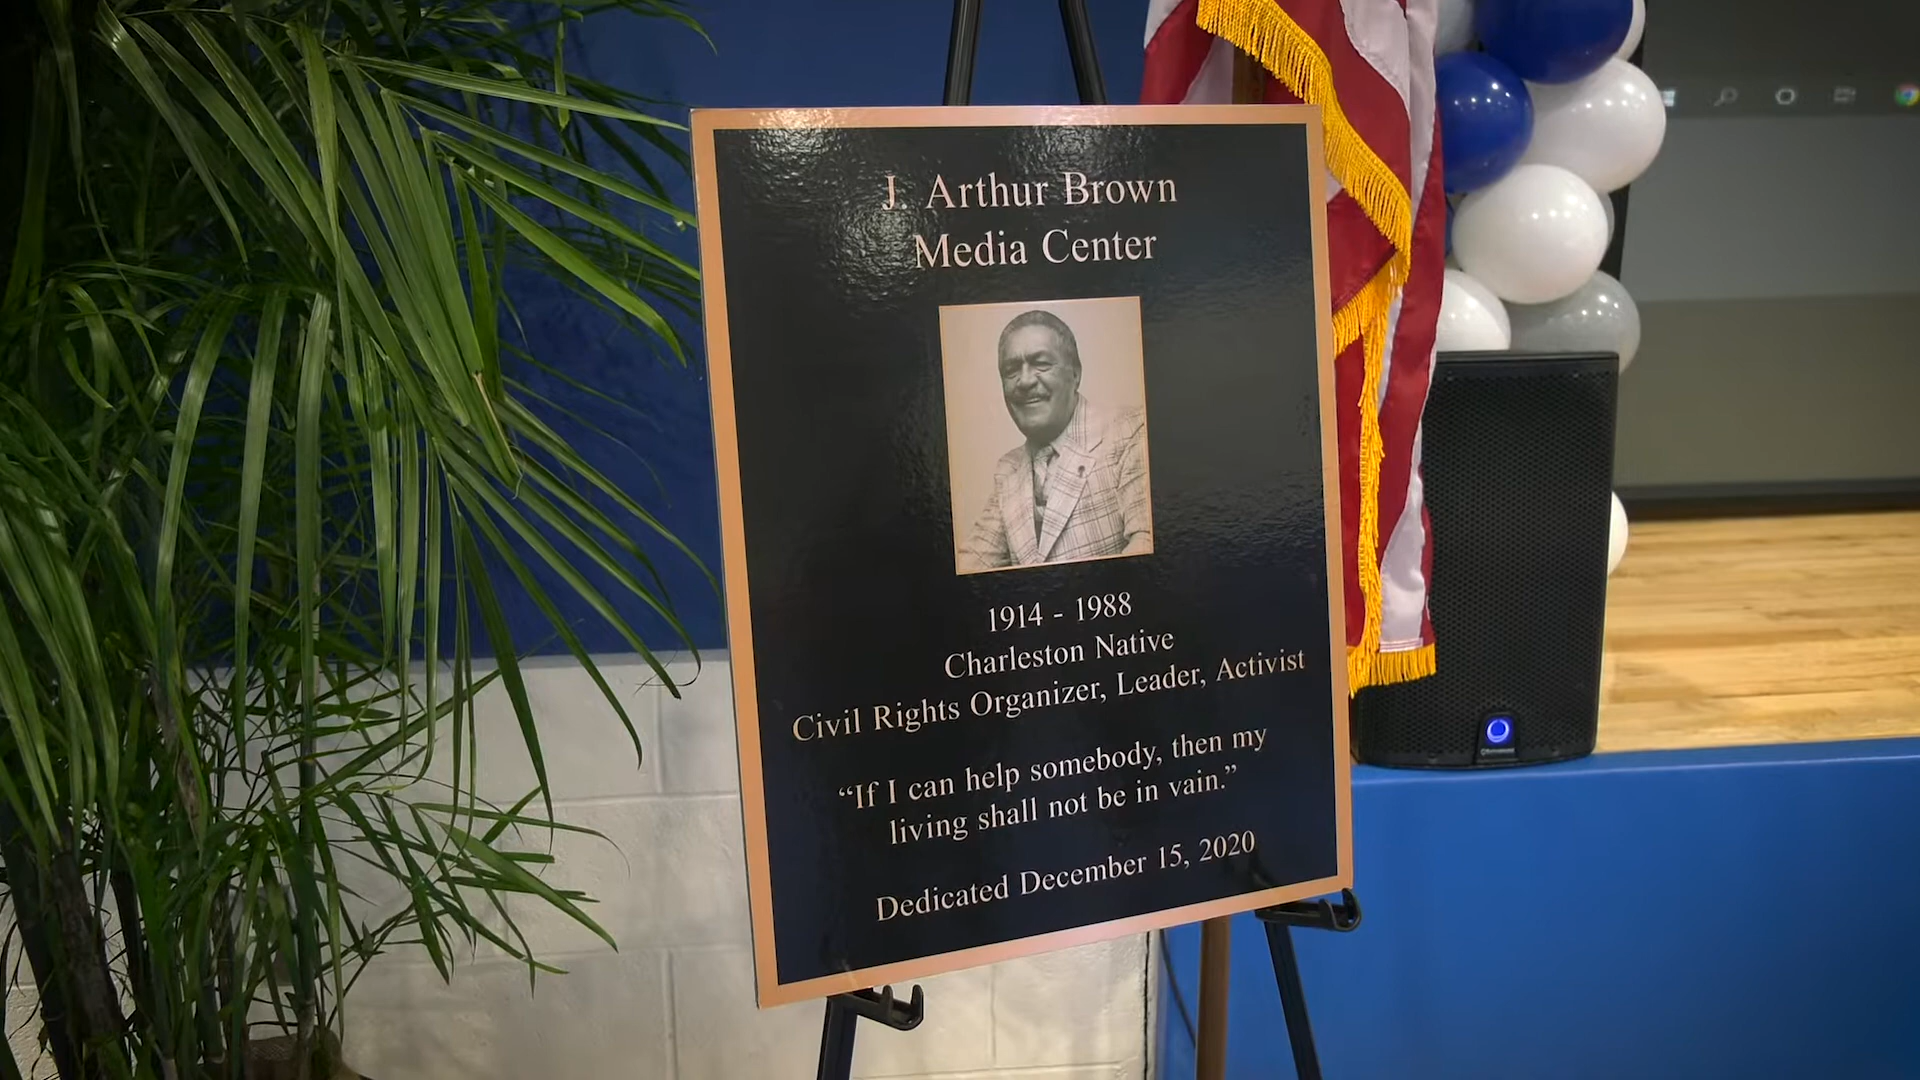 J. Arthur Brown
Media Center
1914 - 1988
Charleston Native
Civil Rights Organizer, Leader, Activist
“If I can help somebody, then my
living shall not be in vain.”
Dedicated December 15, 2020